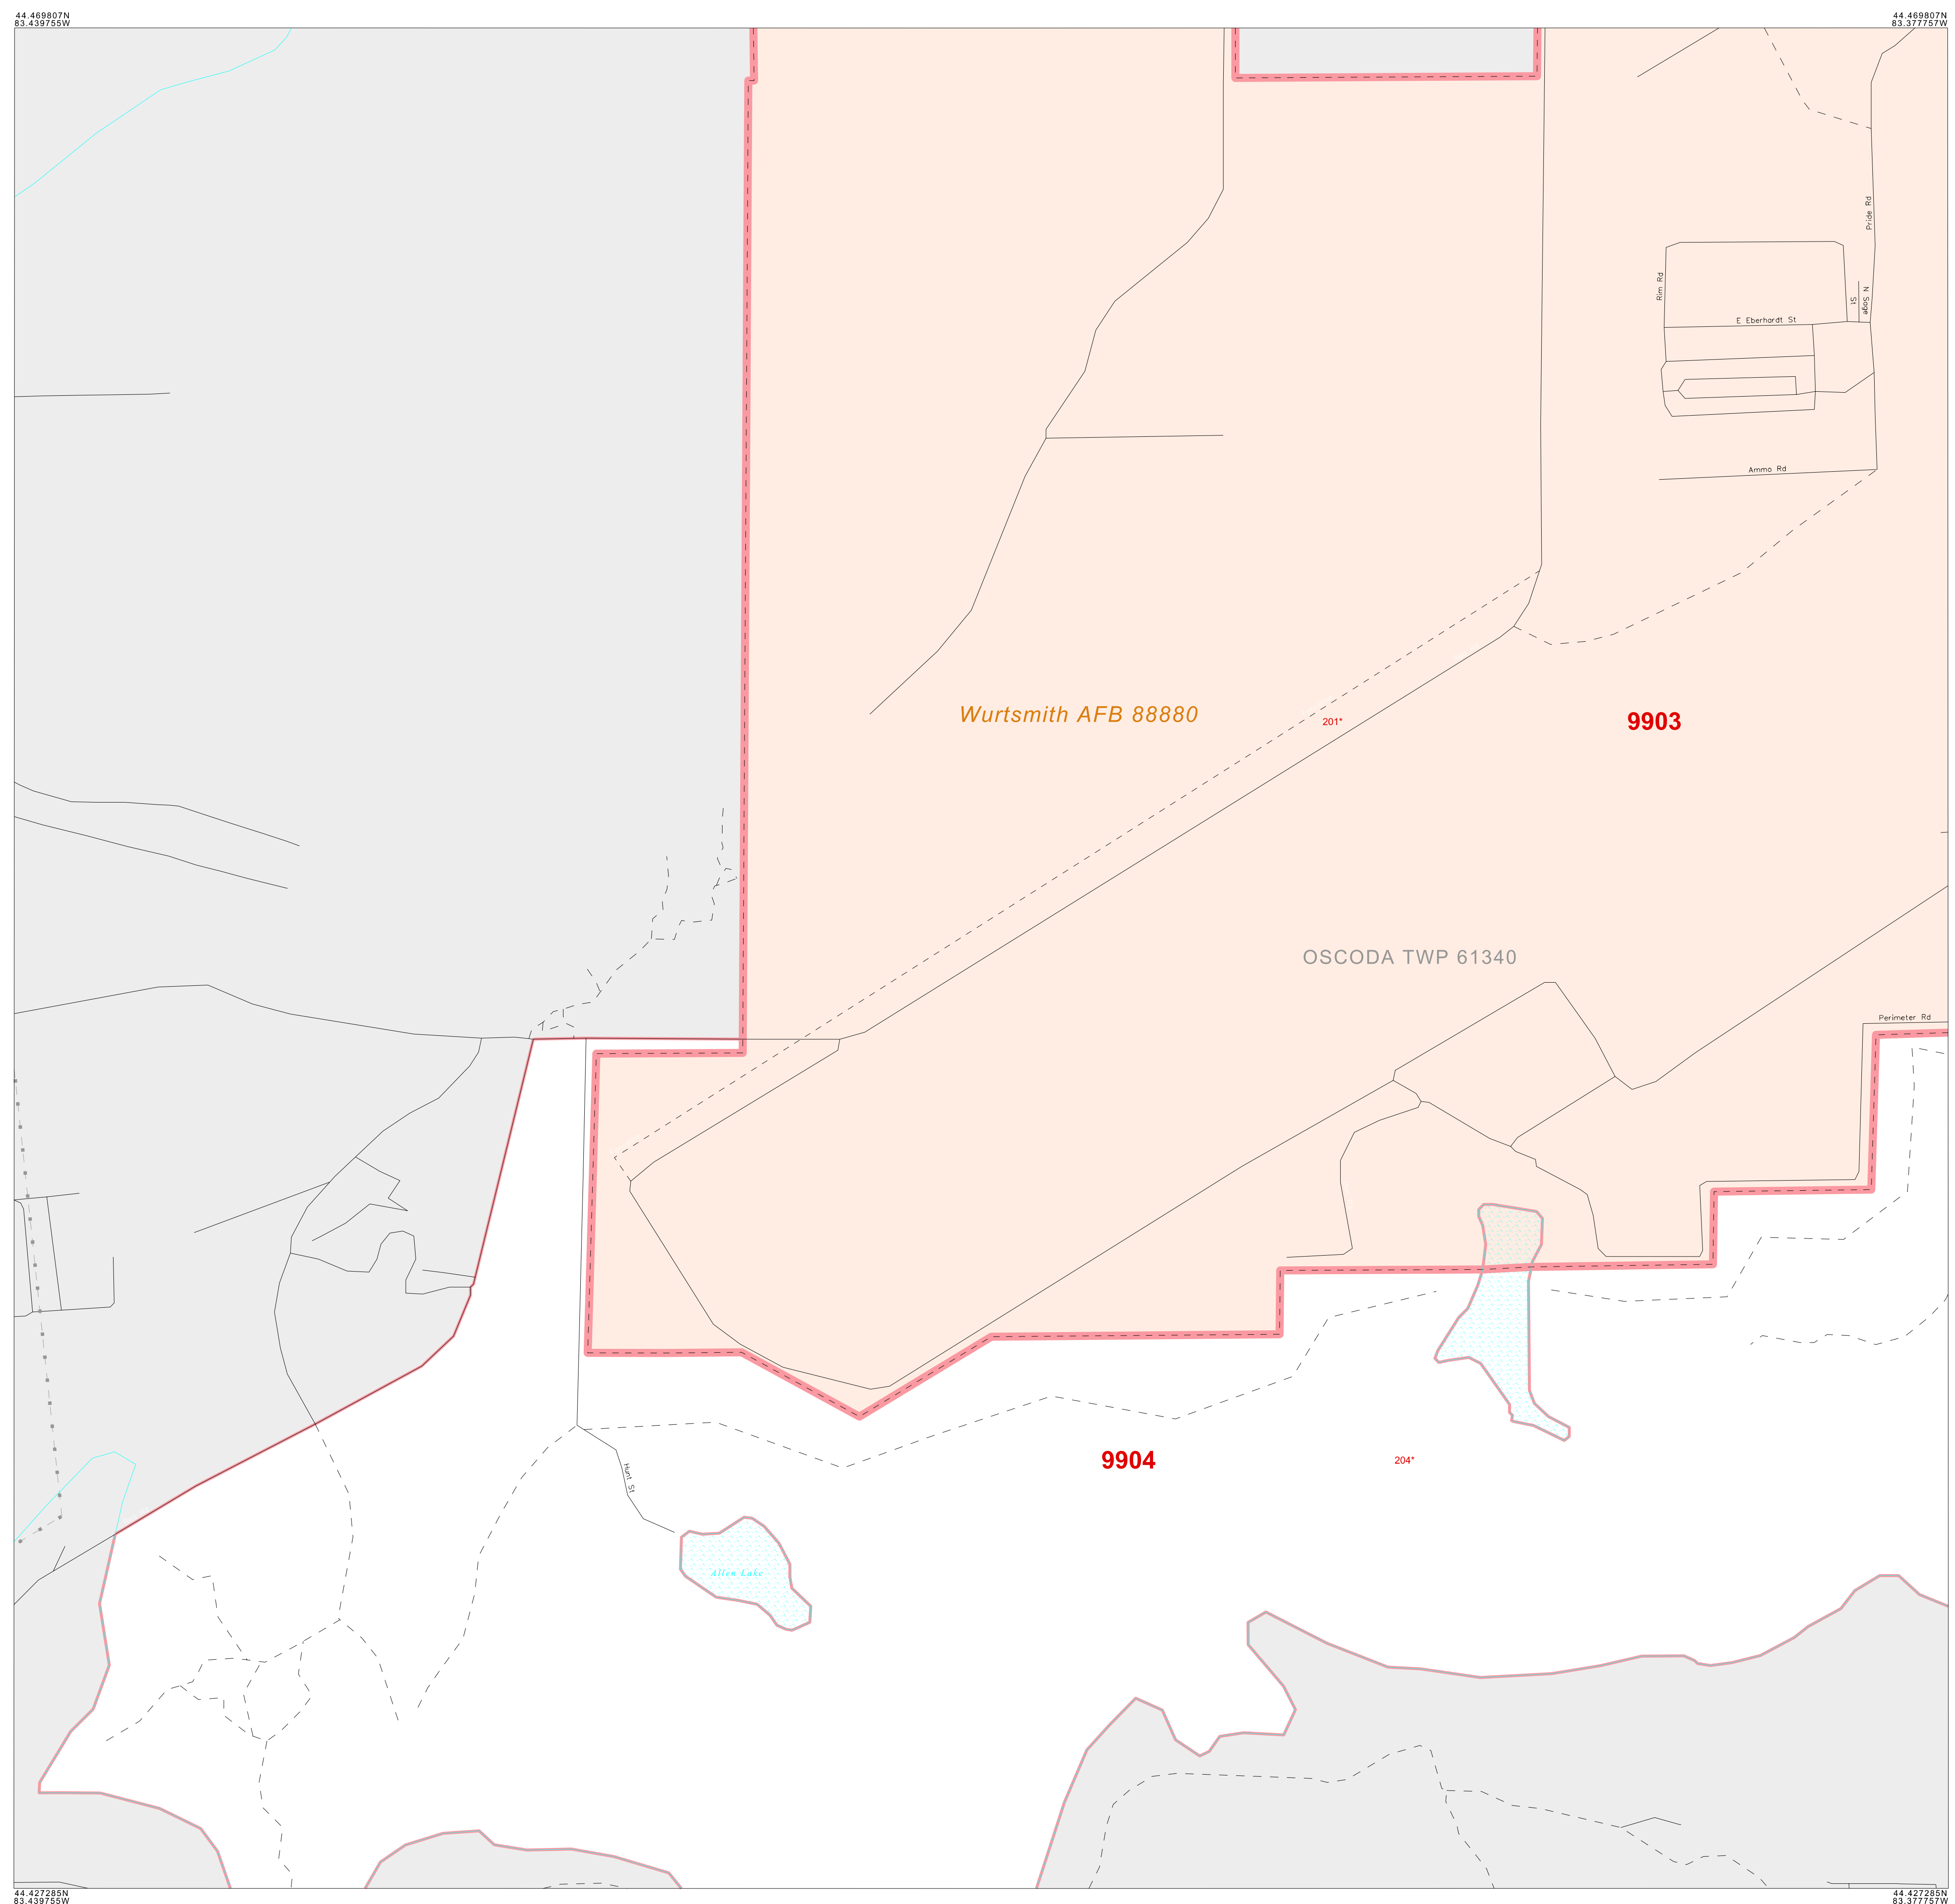 44.469807N
83.439755W
44.469807N
83.377757W
Pride Rd
Rim Rd
N Sage
St
E Eberhardt St
Ammo Rd
Wurtsmith AFB 88880
201*
9903
OSCODA TWP 61340
Perimeter Rd
9904
204*
Hunt St
Allen Lake
44.427285N
83.439755W
44.427285N
83.377757W